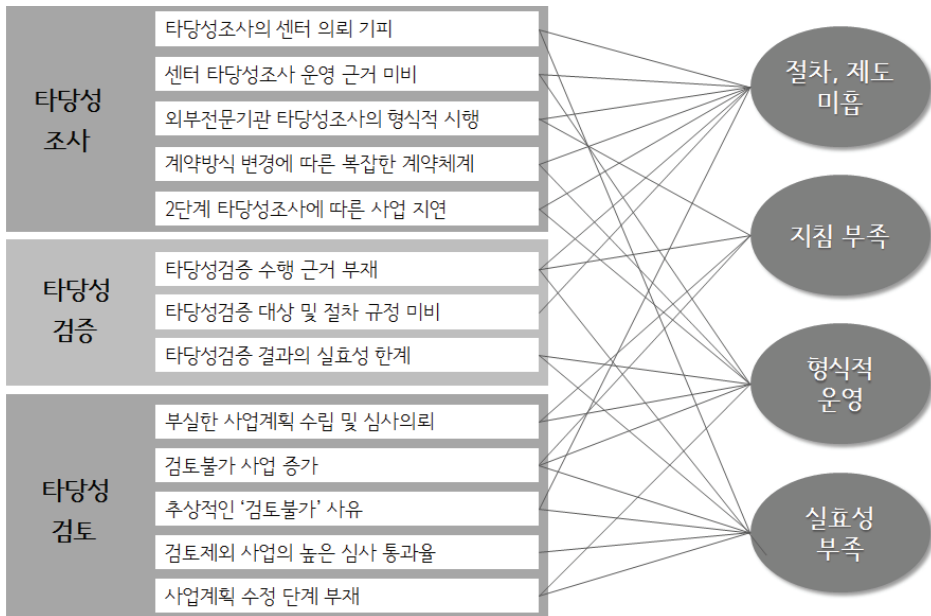 타당성
조사
타당성조사의 센터 의뢰 기피
센터 타당성조사 운영 근거 미비
외부전문기관 타당성조사의 형식적 시행
계약방식 변경에 따른 복잡한 계약체계
2단계 타당성조사에 따른 사업 지연
타당성
검증
타당성검증 수행 근거 부재
타당성검증 대상 및 절차 규정 미비
타당성검증 결과의 실효성 한계
타당성
검토
부실한 사업계획 수립 및 심사의뢰
검토불가 사업 증가
추상적인 ‘검토불가’ 사유
검토제외 사업의 높은 심사 통과율
사업계획 수정 단계 부재
절차, 제도
미흡
지침 부족
형식적
운영
실효성
부족